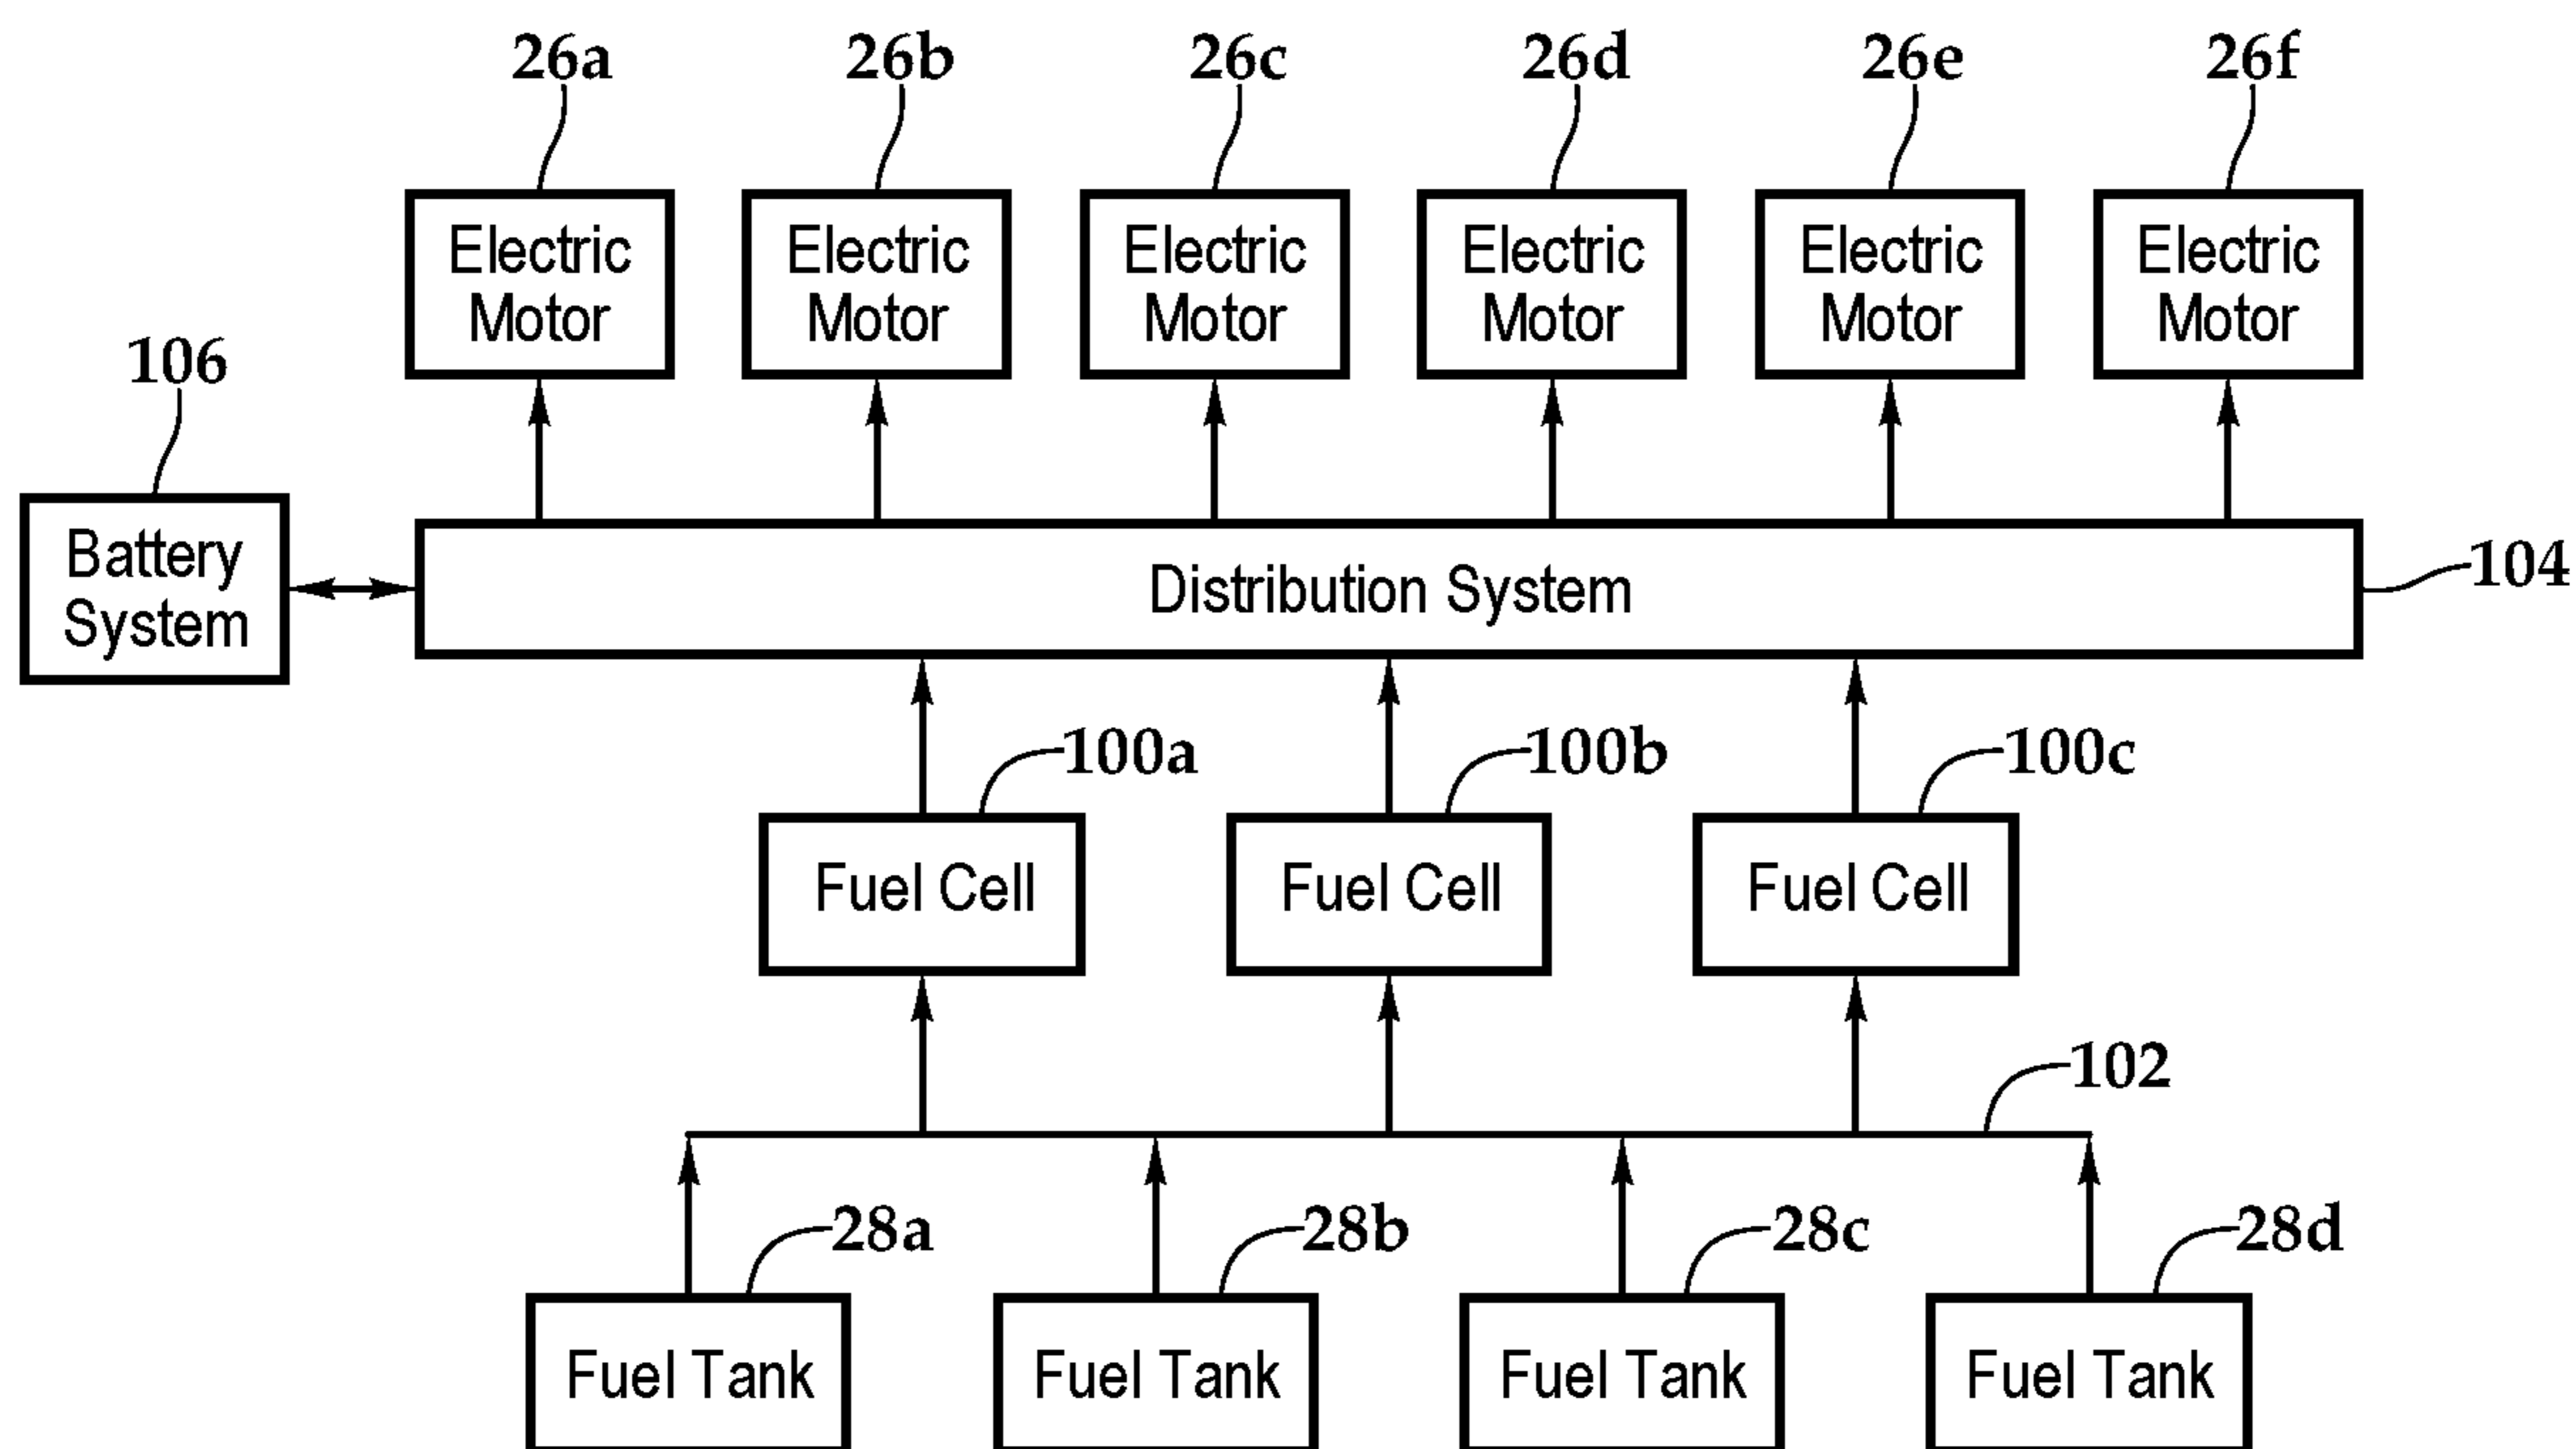 26a 26b 26c 26d 26e 26f
Electric Electric Electric Electric Electric Electric
Motor Motor Motor Motor Motor Motor
106
Battery
System
Distribution System
104
100a 100b 100c
Fuel Cell Fuel Cell Fuel Cell
102
28a 28b 28c 28d
Fuel Tank Fuel Tank Fuel Tank Fuel Tank